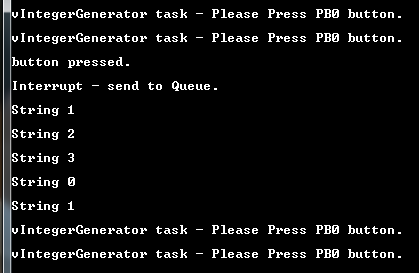 vIntegerGenerator task - Please Press PB0 button.
vIntegerGenerator task - Please Press PB0 button.
button pressed.
Interrupt - send to Queue.
String 1
String 2
String 3
String 0
String 1
vIntegerGenerator task - Please Press PB0 button.
vIntegerGenerator task - Please Press PB0 button.